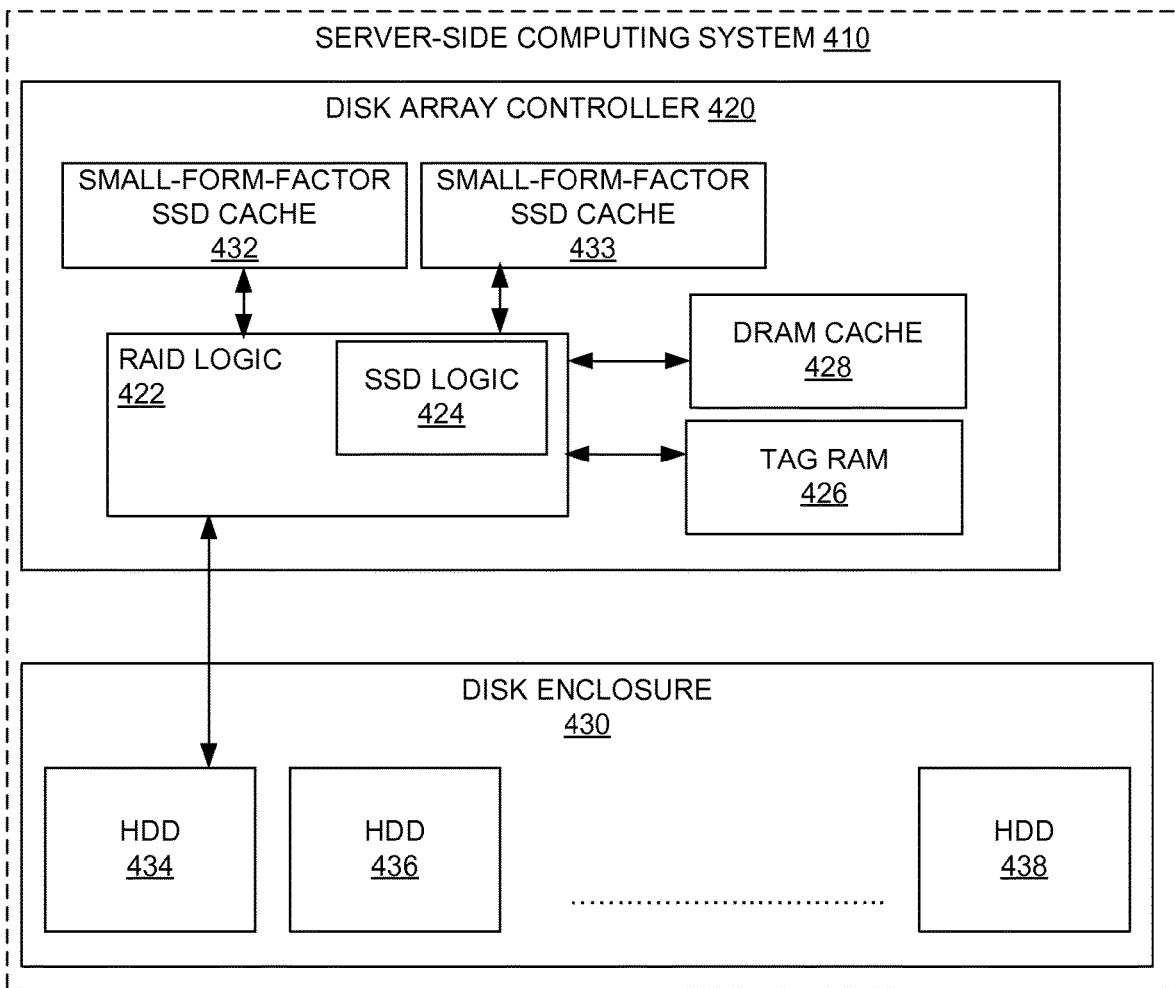 SERVER-SIDE COMPUTING SYSTEM 410
DISK ARRAY CONTROLLER 420
SMALL-FORM-FACTOR
SSD CACHE
432
SMALL-FORM-FACTOR
SSD CACHE
433
RAID LOGIC
422
SSD LOGIC
424
DRAM CACHE
428
TAG RAM
426
DISK ENCLOSURE
430
HDD
434
HDD
436
HDD
438